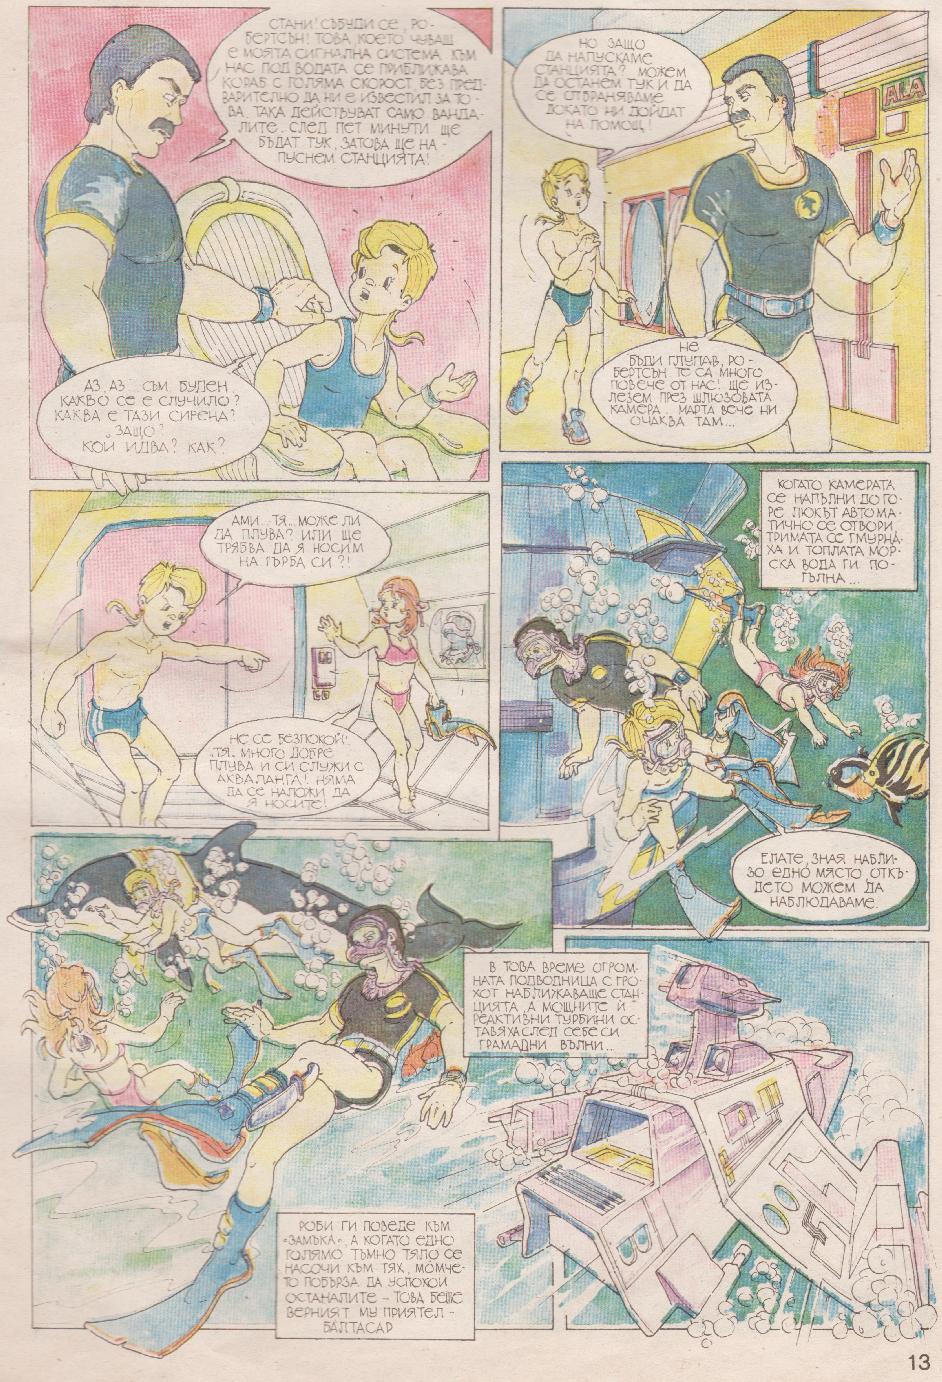 СТАНИ! СЪБУДИ СЕ, РО-
БЕРТСЪН! ТОВА, КОЕТО ЧУВАШ
Е МОЯТА СИГНАЛНА СИСТЕМА. КЪМ
НАС ПОД ВОДАТА СЕ ПРИБЛИЖАВА
КОРАБ С ГОЛЯМА СКОРОСТ, БЕЗ ПРЕД-
ВАРИТЕЛНО ДА НИ Е ИЗВЕСТИЛ ЗА ТО-
ВА. ТАКА ДЕЙСТВУВАТ САМО ВАНДА-
ЛИТЕ. СЛЕД ПЕТ МИНУТИ ЩЕ
БЪДАТ ТУК, ЗАТОВА ЩЕ НА-
ПУСНЕМ СТАНЦИЯТА!
АЗ, АЗ... СЪМ БУДЕН,
КАКВО СЕ Е СЛУЧИЛО?
КАКВА Е ТАЗИ СИРЕНА?
ЗАЩО?
КОЙ ИДВА? КАК?
НО ЗАЩО
ДА НАПУСКАМЕ
СТАНЦИЯТА? МОЖЕМ
ДА ОСТАНЕМ ТУК И ДА
СЕ ОТБРАНЯВАМЕ
ДОКАТО НИ ДОЙДАТ
НА ПОМОЩ!
ALA
НЕ
БЪДИ ГЛУПАВ, РО-
БЕРТСЪН. ТЕ СА МНОГО
ПОВЕЧЕ ОТ НАС! ЩЕ ИЗ-
ЛЕЗЕМ ПРЕЗ ШЛЮЗОВАТА
КАМЕРА... МАРТА ВЕЧЕ НИ
ОЧАКВА ТАМ...
АМИ... ТЯ... МОЖЕ ЛИ
ДА ПЛУВА? ИЛИ ЩЕ
ТРЯБВА ДА Я НОСИМ
НА ГЪРБА СИ?!
НЕ СЕ БЕЗПОКОЙ!
ТЯ... МНОГО ДОБРЕ
ПЛУВА И СИ СЛУЖИ С
АКВАЛАНГА! НЯМА
ДА СЕ НАЛОЖИ ДА
Я НОСИТЕ!
КОГАТО КАМЕРАТА
СЕ НАПЪЛНИ ДОГО-
РЕ ЛЮКЪТ АВТОМА-
ТИЧНО СЕ ОТВОРИ,
ТРИМАТА СЕ ГМУРНА-
ХА И ТОПЛАТА МОР-
СКА ВОДА ГИ ПО-
ГЪЛНА...
ЕЛАТЕ, ЗНАЯ НАБЛИ-
ЗО ЕДНО МЯСТО, ОТКЪ-
ДЕТО МОЖЕМ ДА
НАБЛЮДАВАМЕ.
В ТОВА ВРЕМЕ ОГРОМ-
НАТА ПОДВОДНИЦА С ГРО-
ХОТ НАБЛИЖАВАШЕ СТАН-
ЦИЯТА, А МОЩНИТЕ Й
РЕАКТИВНИ ТУРБИНИ ОС-
ТАВЯХА СЛЕД СЕБЕ СИ
ГРАМАДНИ ВЪЛНИ...
РОБИ ГИ ПОВЕДЕ КЪМ
«ЗАМЪКА», А КОГАТО ЕДНО
ГОЛЯМО ТЪМНО ТЯЛО СЕ
НАСОЧИ КЪМ ТЯХ, МОМЧЕ-
ТО ПОБЪРЗА ДА УСПОКОИ
ОСТАНАЛИТЕ - ТОВА БЕШЕ
ВЕРНИЯТ МУ ПРИЯТЕЛ -
БАЛТАСАР
13